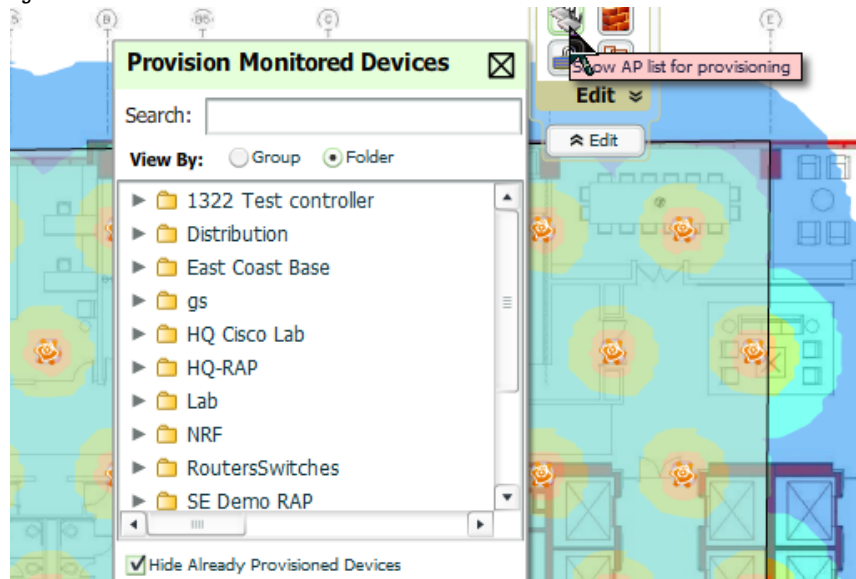 B
B5
C
E
Provision Monitored Devices
Show AP list for provisioning
Edit
Search:
Edit
View By: Group Folder
1322 Test controller
Distribution
East Coast Base
gs
HQ Cisco Lab
HQ-RAP
Lab
NRF
RoutersSwitches
SE Demo RAP
Hide Already Provisioned Devices